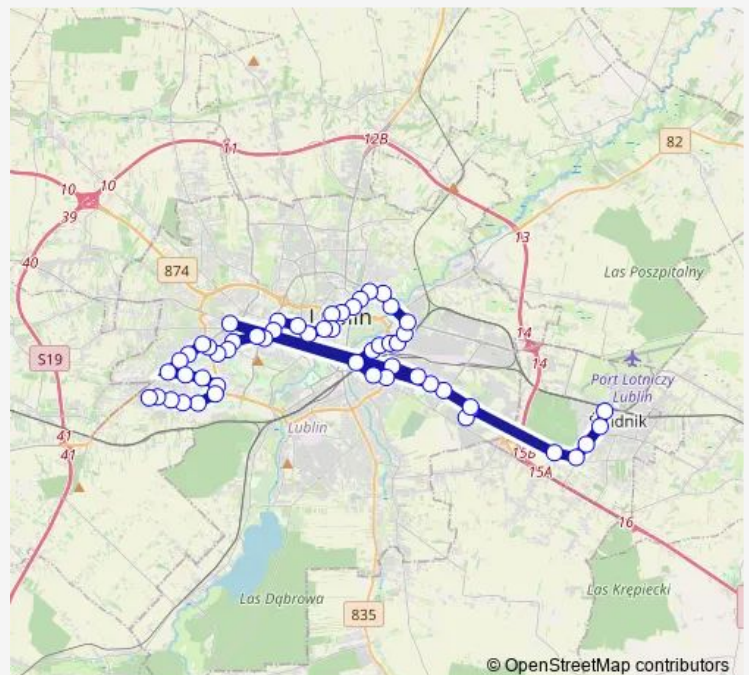 12B
11
82
10
10
39
13
874
Las Poszpitalny
40
14
S19
14
Port Lotniczy
Lublin
Lublin
41
41
15B
15A
16
Las Krępiecki
Las Dąbrowa
835
© OpenStreetMap contributors